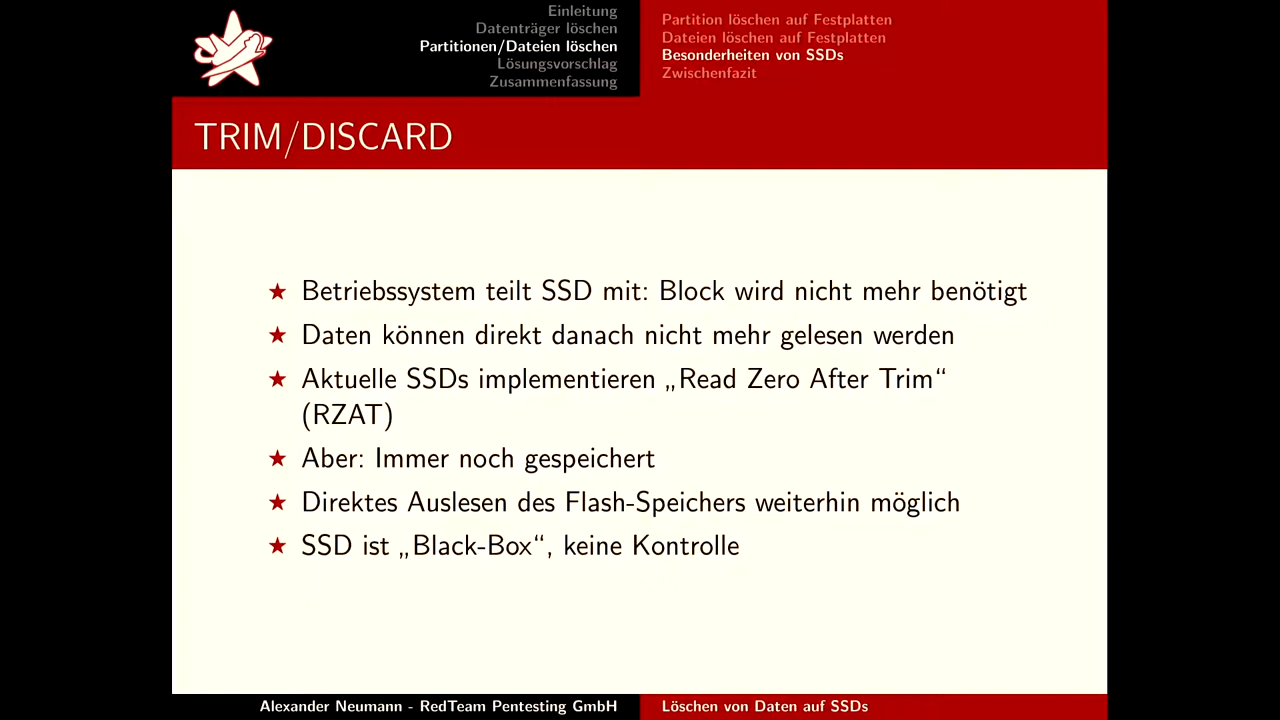 Einleitung
Datenträger löschen
Partitionen/Dateien löschen
Lösungsvorschlag
Zusammenfassung
Partition löschen auf Festplatten
Dateien löschen auf Festplatten
Besonderheiten von SSDs
Zwischenfazit
TRIM/DISCARD
★ Betriebssystem teilt SSD mit: Block wird nicht mehr benötigt
★ Daten können direkt danach nicht mehr gelesen werden
★ Aktuelle SSDs implementieren „Read Zero After Trim“
(RZAT)
★ Aber: Immer noch gespeichert
★ Direktes Auslesen des Flash-Speichers weiterhin möglich
★ SSD ist „Black-Box“, keine Kontrolle
Alexander Neumann - RedTeam Pentesting GmbH
Löschen von Daten auf SSDs